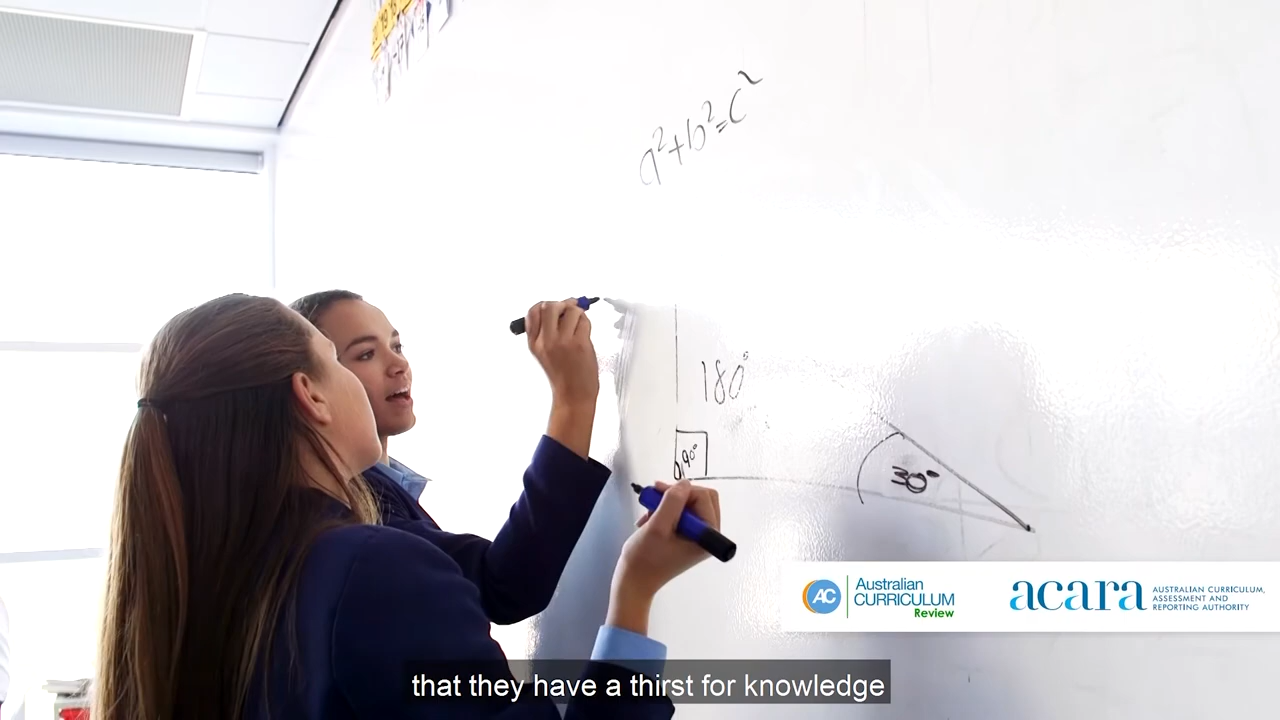 a²+b²=c²
180°
90°
30°
AC
Australian
CURRICULUM
Review
acara
AUSTRALIAN CURRICULUM,
ASSESSMENT AND
REPORTING AUTHORITY
that they have a thirst for knowledge